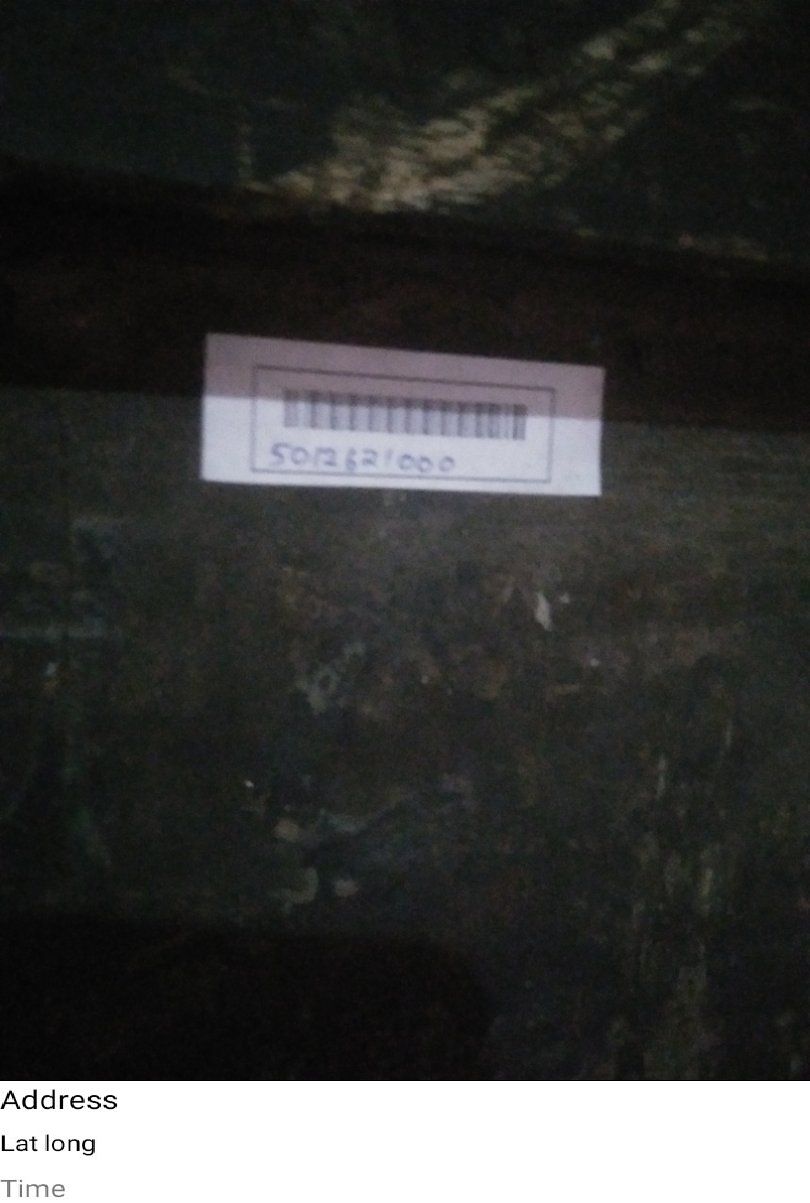 5012621000
Address
Lat long
Time